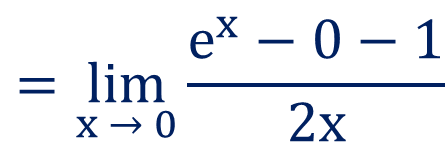 = lim x → 0 e^x − 0 − 1 / 2x